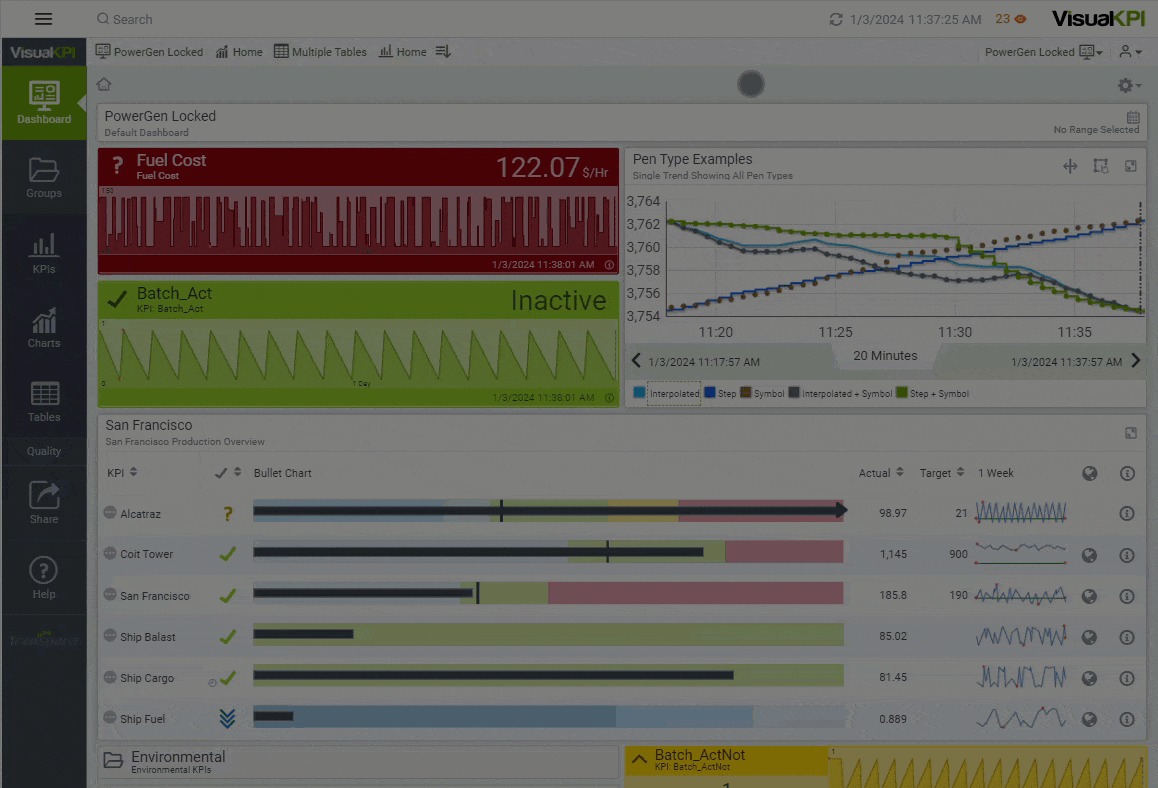 Search
1/3/2024 11:37:25 AM
23
VisualKPI
VisualKPI
PowerGen Locked
Home
Multiple Tables
Home
PowerGen Locked
Dashboard
Groups
KPIs
Charts
Tables
Quality
Share
Help
PowerGen Locked
Default Dashboard
No Range Selected
? Fuel Cost
Fuel Cost
122.07 $/Hr
1/3/2024 11:38:01 AM
Batch_Act
KPI: Batch_Act
Inactive
1
0
1 Day
1/3/2024 11:38:01 AM
Pen Type Examples
Single Trend Showing All Pen Types
3,764
3,762
3,760
3,758
3,756
3,754
11:20 11:25 11:30 11:35
1/3/2024 11:17:57 AM
20 Minutes
1/3/2024 11:37:57 AM
Interpolated Step Symbol Interpolated + Symbol Step + Symbol
San Francisco
San Francisco Production Overview
KPI Bullet Chart Actual Target 1 Week
Alcatraz ? 98.97 21
Coit Tower 1,145 900
San Francisco 185.8 190
Ship Balast 85.02
Ship Cargo 81.45
Ship Fuel 0.889
Environmental
Environmental KPIs
Batch_ActNot
KPI: Batch_ActNot
1